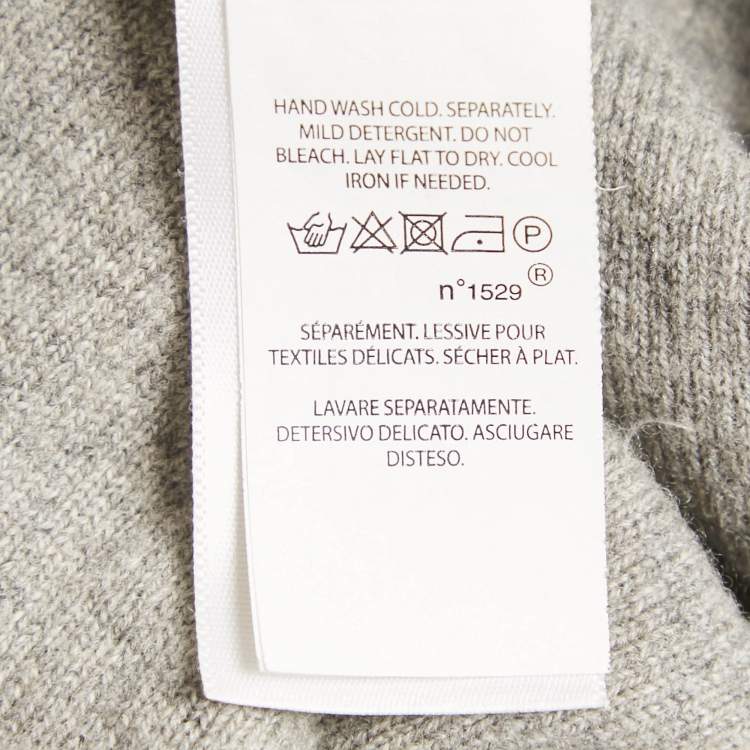 HAND WASH COLD. SEPARATELY.
MILD DETERGENT. DO NOT
BLEACH. LAY FLAT TO DRY. COOL
IRON IF NEEDED.
P
n°1529 ®
SÉPARÉMENT. LESSIVE POUR
TEXTILES DÉLICATS. SÉCHER À PLAT.
LAVARE SEPARATAMENTE.
DETERSIVO DELICATO. ASCIUGARE
DISTESO.